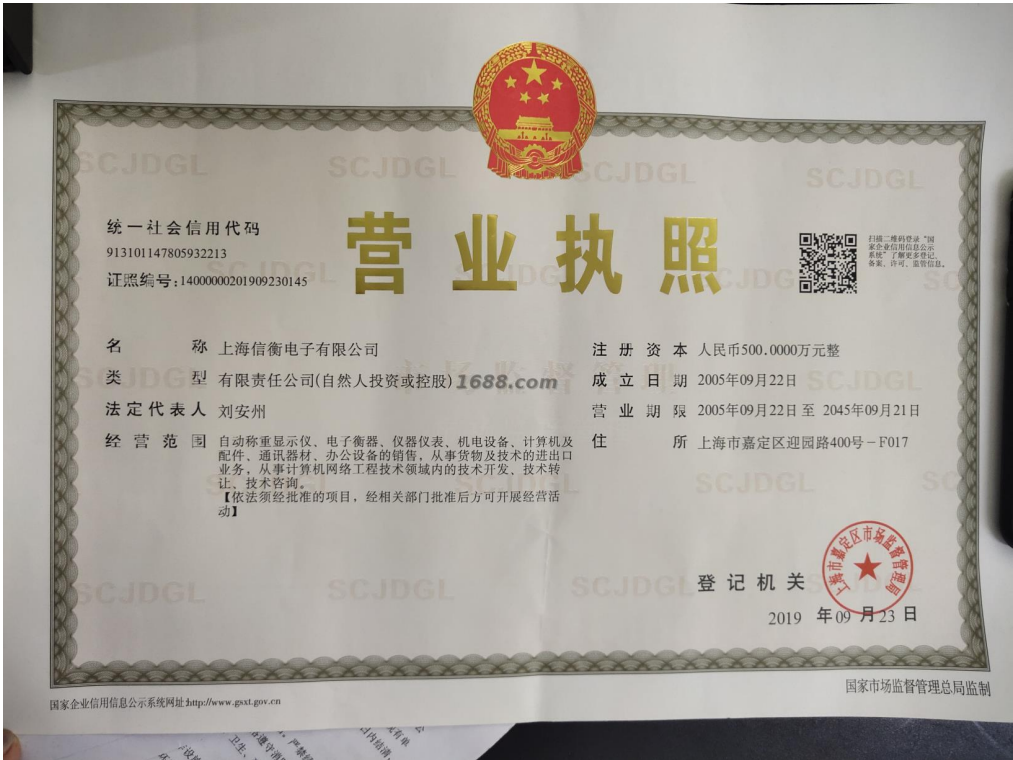 营业执照
统一社会信用代码
913101147805932213
证照编号:14000000201909230145
扫描二维码登录“国
家企业信用信息公示
系统”了解更多登记、
备案、许可、监管信息。
名 称 上海信衡电子有限公司
类 型 有限责任公司(自然人投资或控股)
法定代表人 刘安州
经营范围 自动称重显示仪、电子衡器、仪器仪表、机电设备、计算机及
配件、通讯器材、办公设备的销售，从事货物及技术的进出口
业务，从事计算机网络工程技术领域内的技术开发、技术转
让、技术咨询。
【依法须经批准的项目，经相关部门批准后方可开展经营活
动】
注册资本 人民币500.0000万元整
成立日期 2005年09月22日
营业期限 2005年09月22日 至 2045年09月21日
住 所 上海市嘉定区迎园路400号－F017
1688.com
SCJDGL SCJDGL SCJDGL SCJDGL
市场监督管理
登记机关
上海市嘉定区市场监督管理局
2019 年09 月23 日
国家企业信用信息公示系统网址:http://www.gsxt.gov.cn
国家市场监督管理总局监制